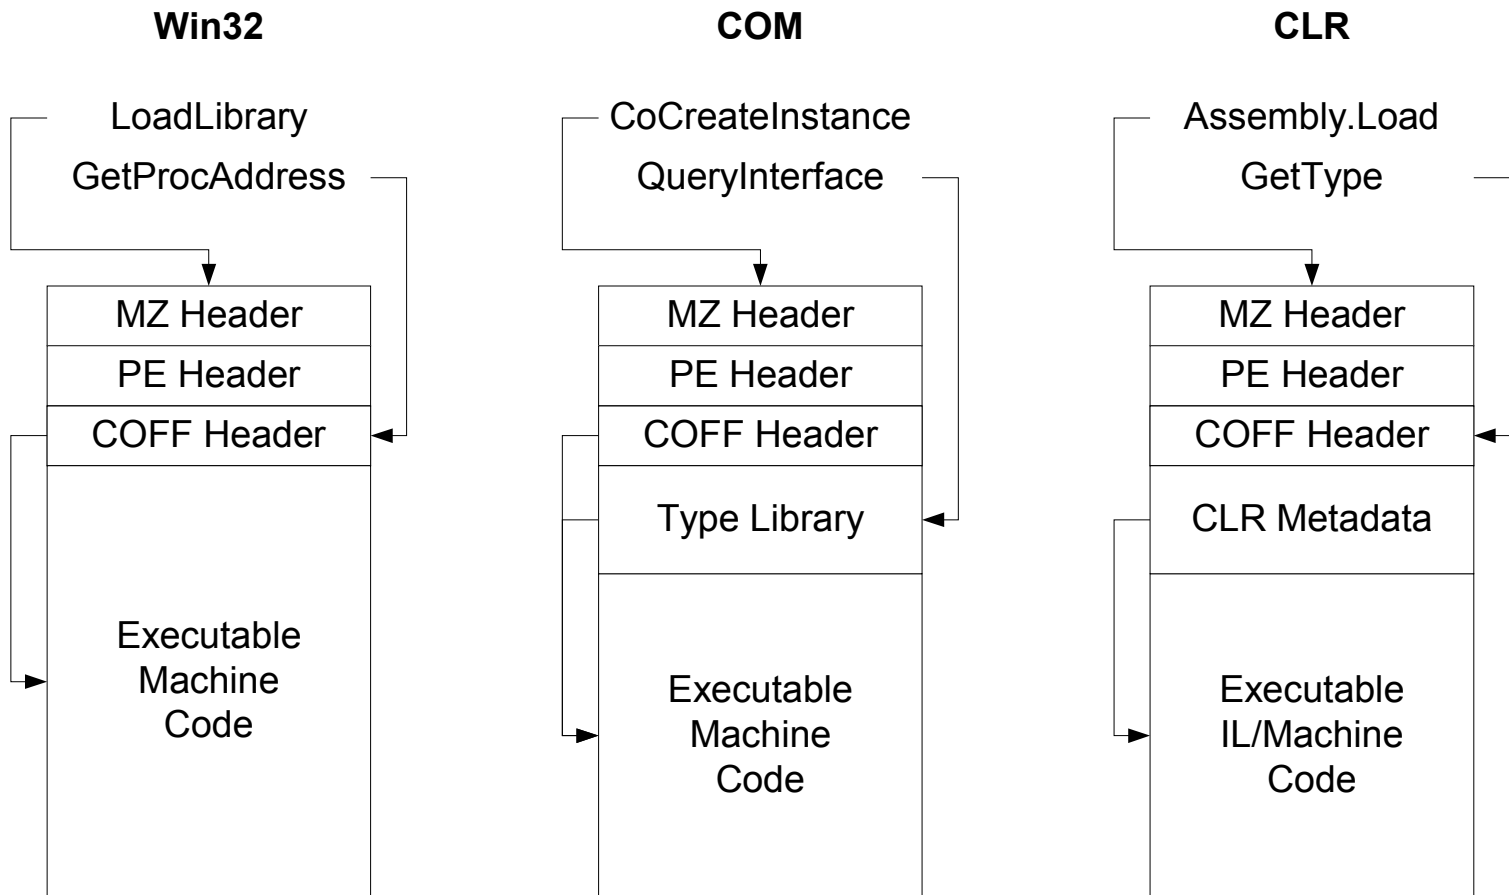 Win32
LoadLibrary
GetProcAddress
MZ Header
PE Header
COFF Header
Executable
Machine
Code
COM
CoCreateInstance
QueryInterface
MZ Header
PE Header
COFF Header
Type Library
Executable
Machine
Code
CLR
Assembly.Load
GetType
MZ Header
PE Header
COFF Header
CLR Metadata
Executable
IL/Machine
Code